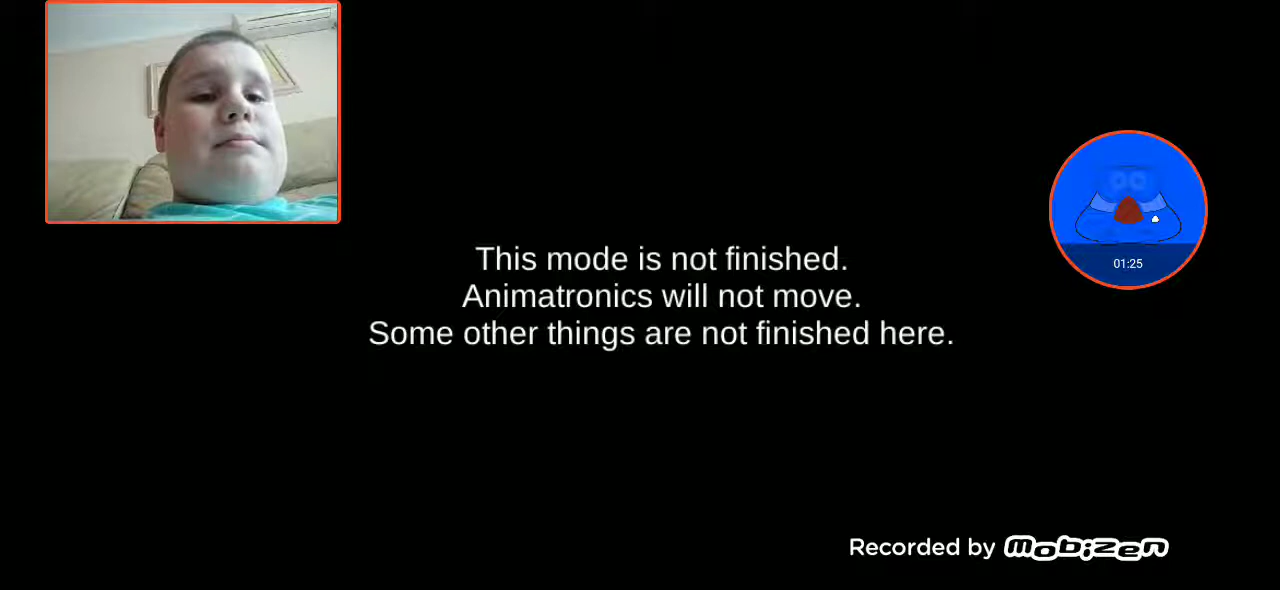 This mode is not finished.
Animatronics will not move.
Some other things are not finished here.
01:25
Recorded by mobizen